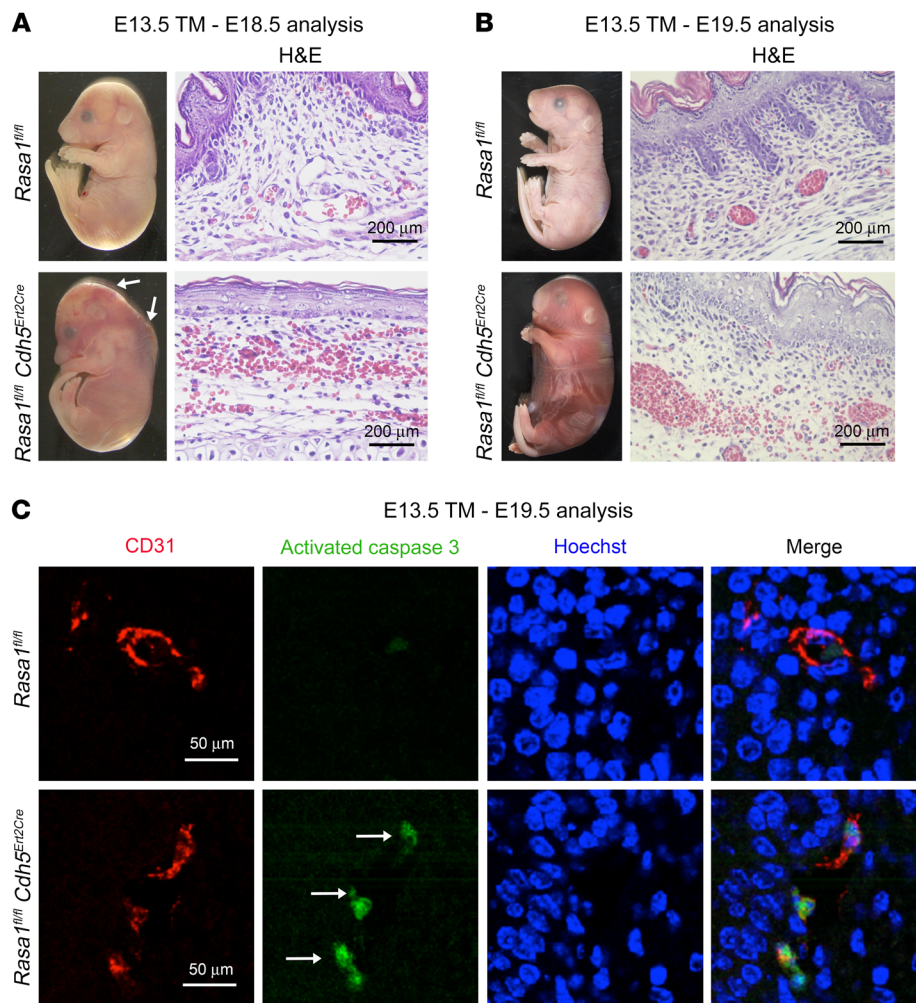 A
E13.5 TM - E18.5 analysis
H&E
Rasa1fl/fl
200 μm
Rasa1fl/fl Cdh5Ert2Cre
200 μm
B
E13.5 TM - E19.5 analysis
H&E
Rasa1fl/fl
200 μm
Rasa1fl/fl Cdh5Ert2Cre
200 μm
C
E13.5 TM - E19.5 analysis
CD31 Activated caspase 3 Hoechst Merge
Rasa1fl/fl
50 μm
Rasa1fl/fl Cdh5Ert2Cre
50 μm